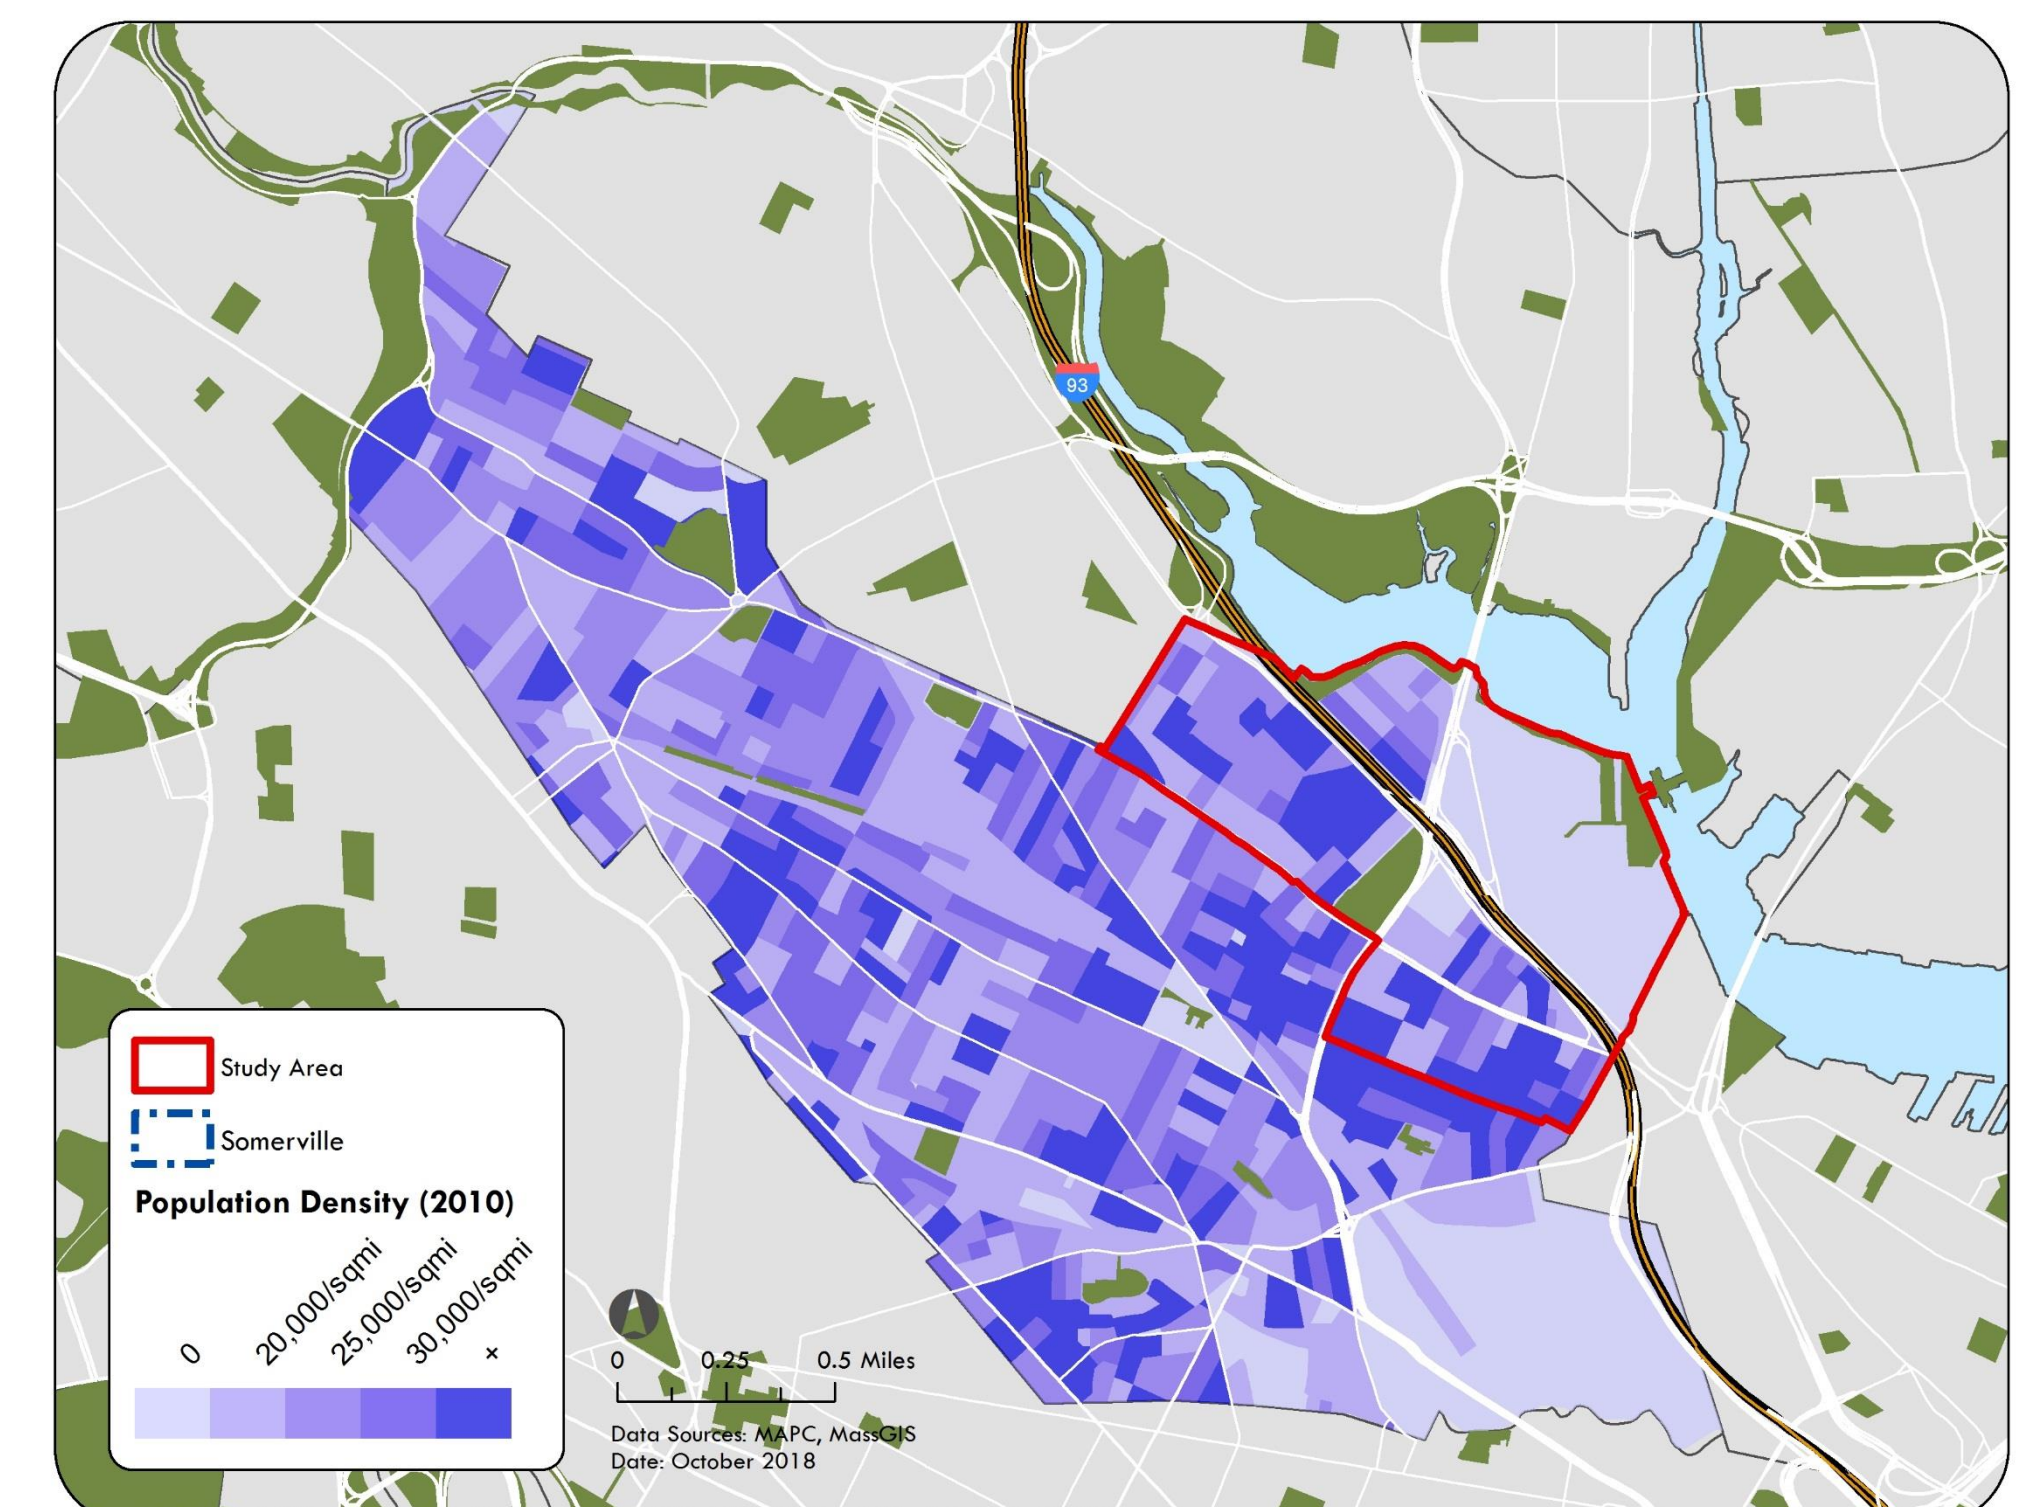 93
Study Area
Somerville
Population Density (2010)
0
20,000/sqmi
25,000/sqmi
30,000/sqmi
+
0 0.25 0.5 Miles
Data Sources: MAPC, MassGIS
Date: October 2018